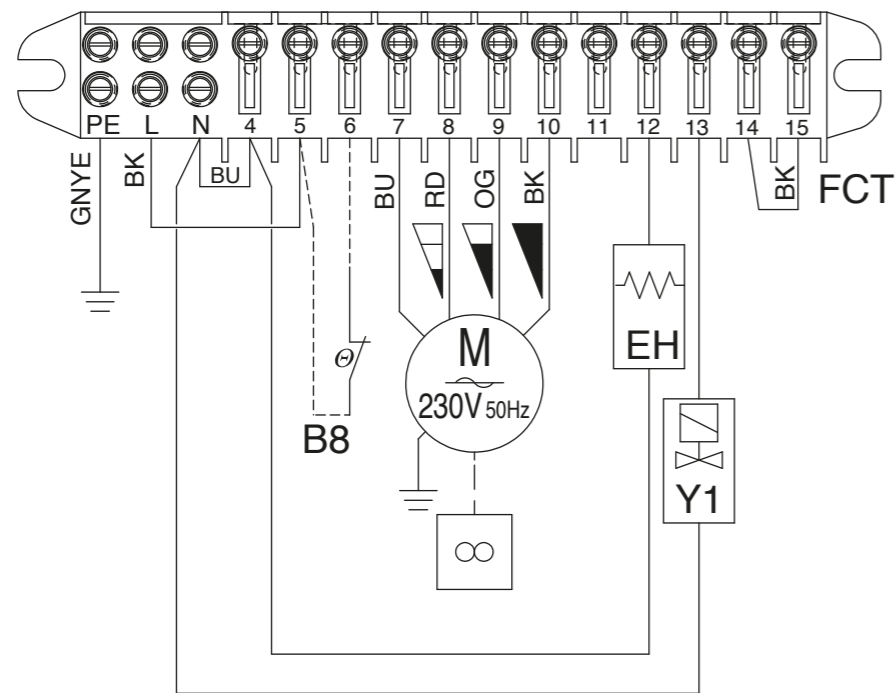 PE L N 4 5 6 7 8 9 10 11 12 13 14 15
GNYE BK BU BU RD OG BK BK FCT
M
230V 50Hz
Θ
B8
EH
Y1